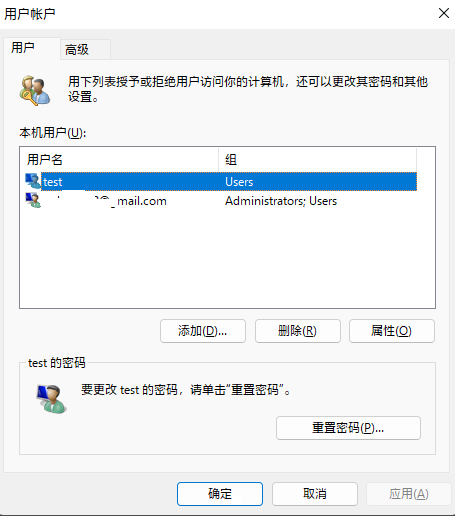 用户帐户
用户
高级
用下列表授予或拒绝用户访问你的计算机，还可以更改其密码和其他
设置。
本机用户(U):
用户名 组
test Users
mail.com Administrators; Users
添加(D)... 删除(R) 属性(O)
test 的密码
要更改 test 的密码，请单击“重置密码”。
重置密码(P)...
确定 取消 应用(A)